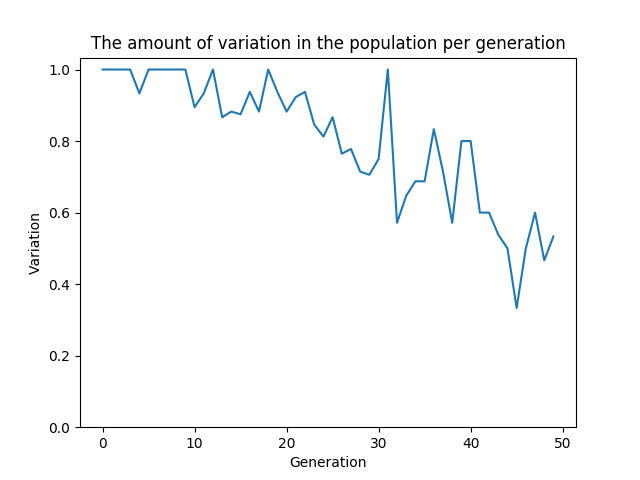 The amount of variation in the population per generation
1.0
0.8
0.6
0.4
0.2
0.0
Variation
0 10 20 30 40 50
Generation